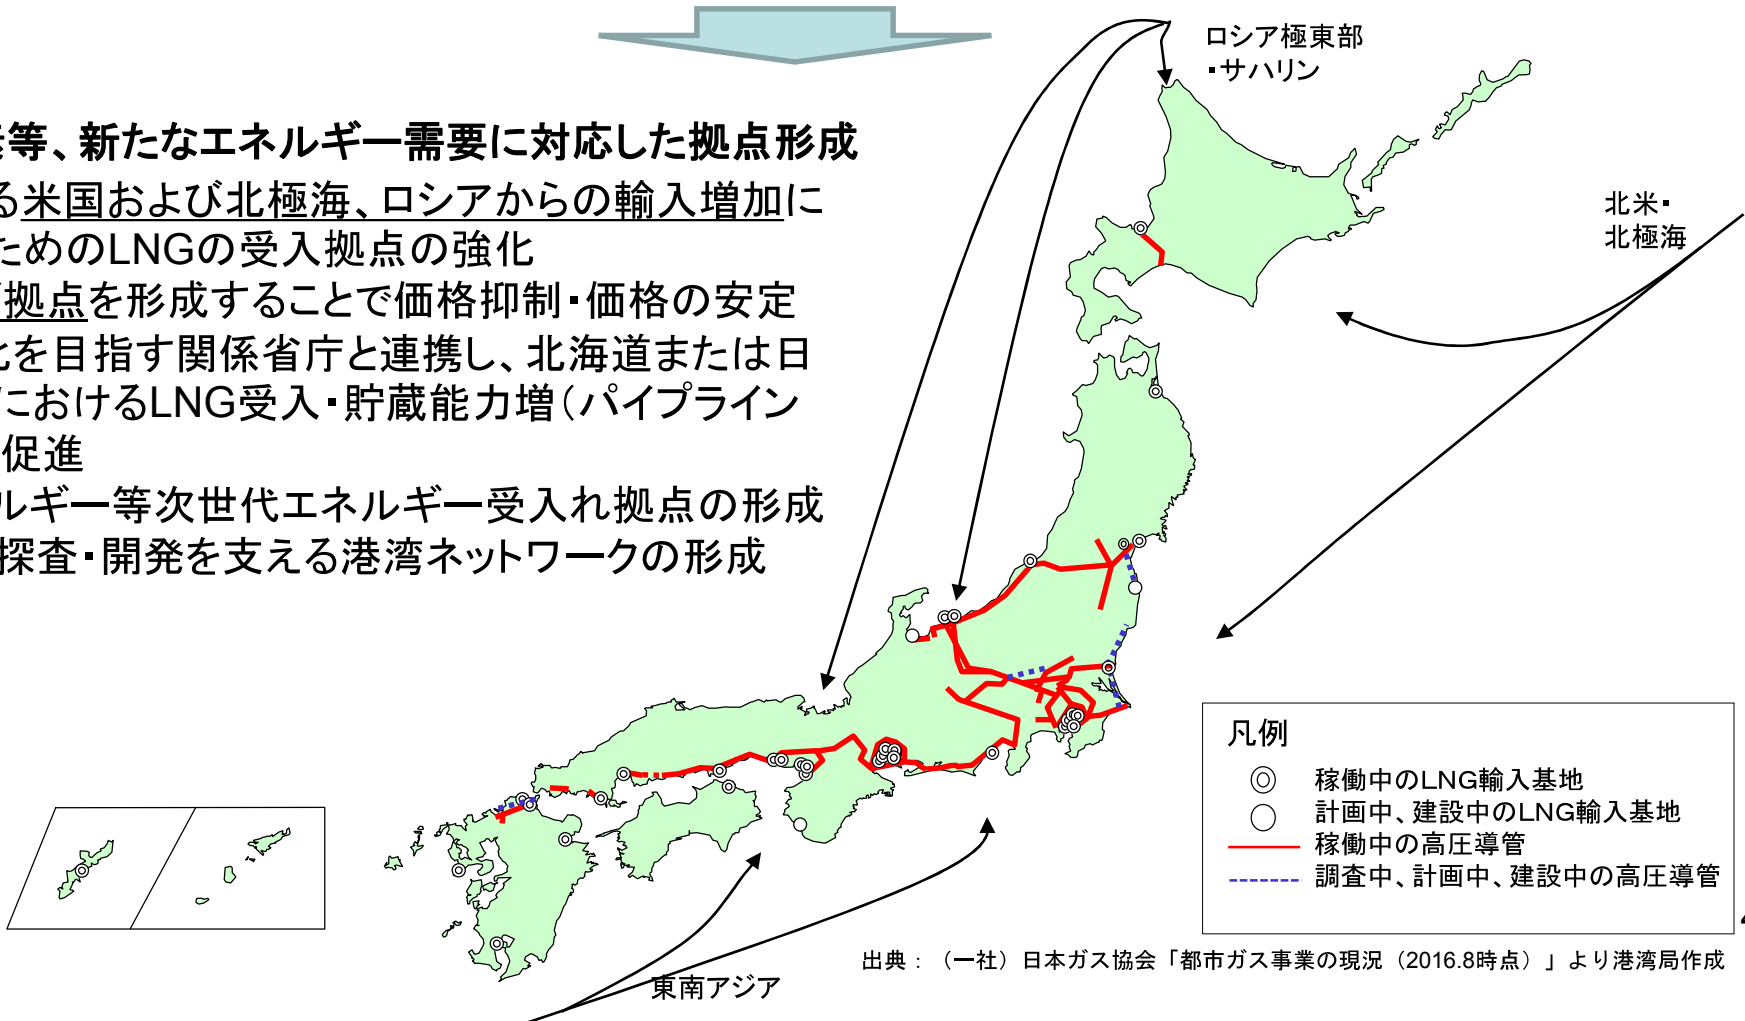 素等、新たなエネルギー需要に対応した拠点形成
る米国および北極海、ロシアからの輸入増加に
ためのLNGの受入拠点の強化
拠点を形成することで価格抑制・価格の安定
化を目指す関係省庁と連携し、北海道または日
におけるLNG受入・貯蔵能力増（パイプライン
促進
ルギー等次世代エネルギー受入れ拠点の形成
探査・開発を支える港湾ネットワークの形成
ロシア極東部
・サハリン
北米・
北極海
東南アジア
凡例
稼働中のLNG輸入基地
計画中、建設中のLNG輸入基地
稼働中の高圧導管
調査中、計画中、建設中の高圧導管
出典：（一社）日本ガス協会「都市ガス事業の現況（2016.8時点）」より港湾局作成